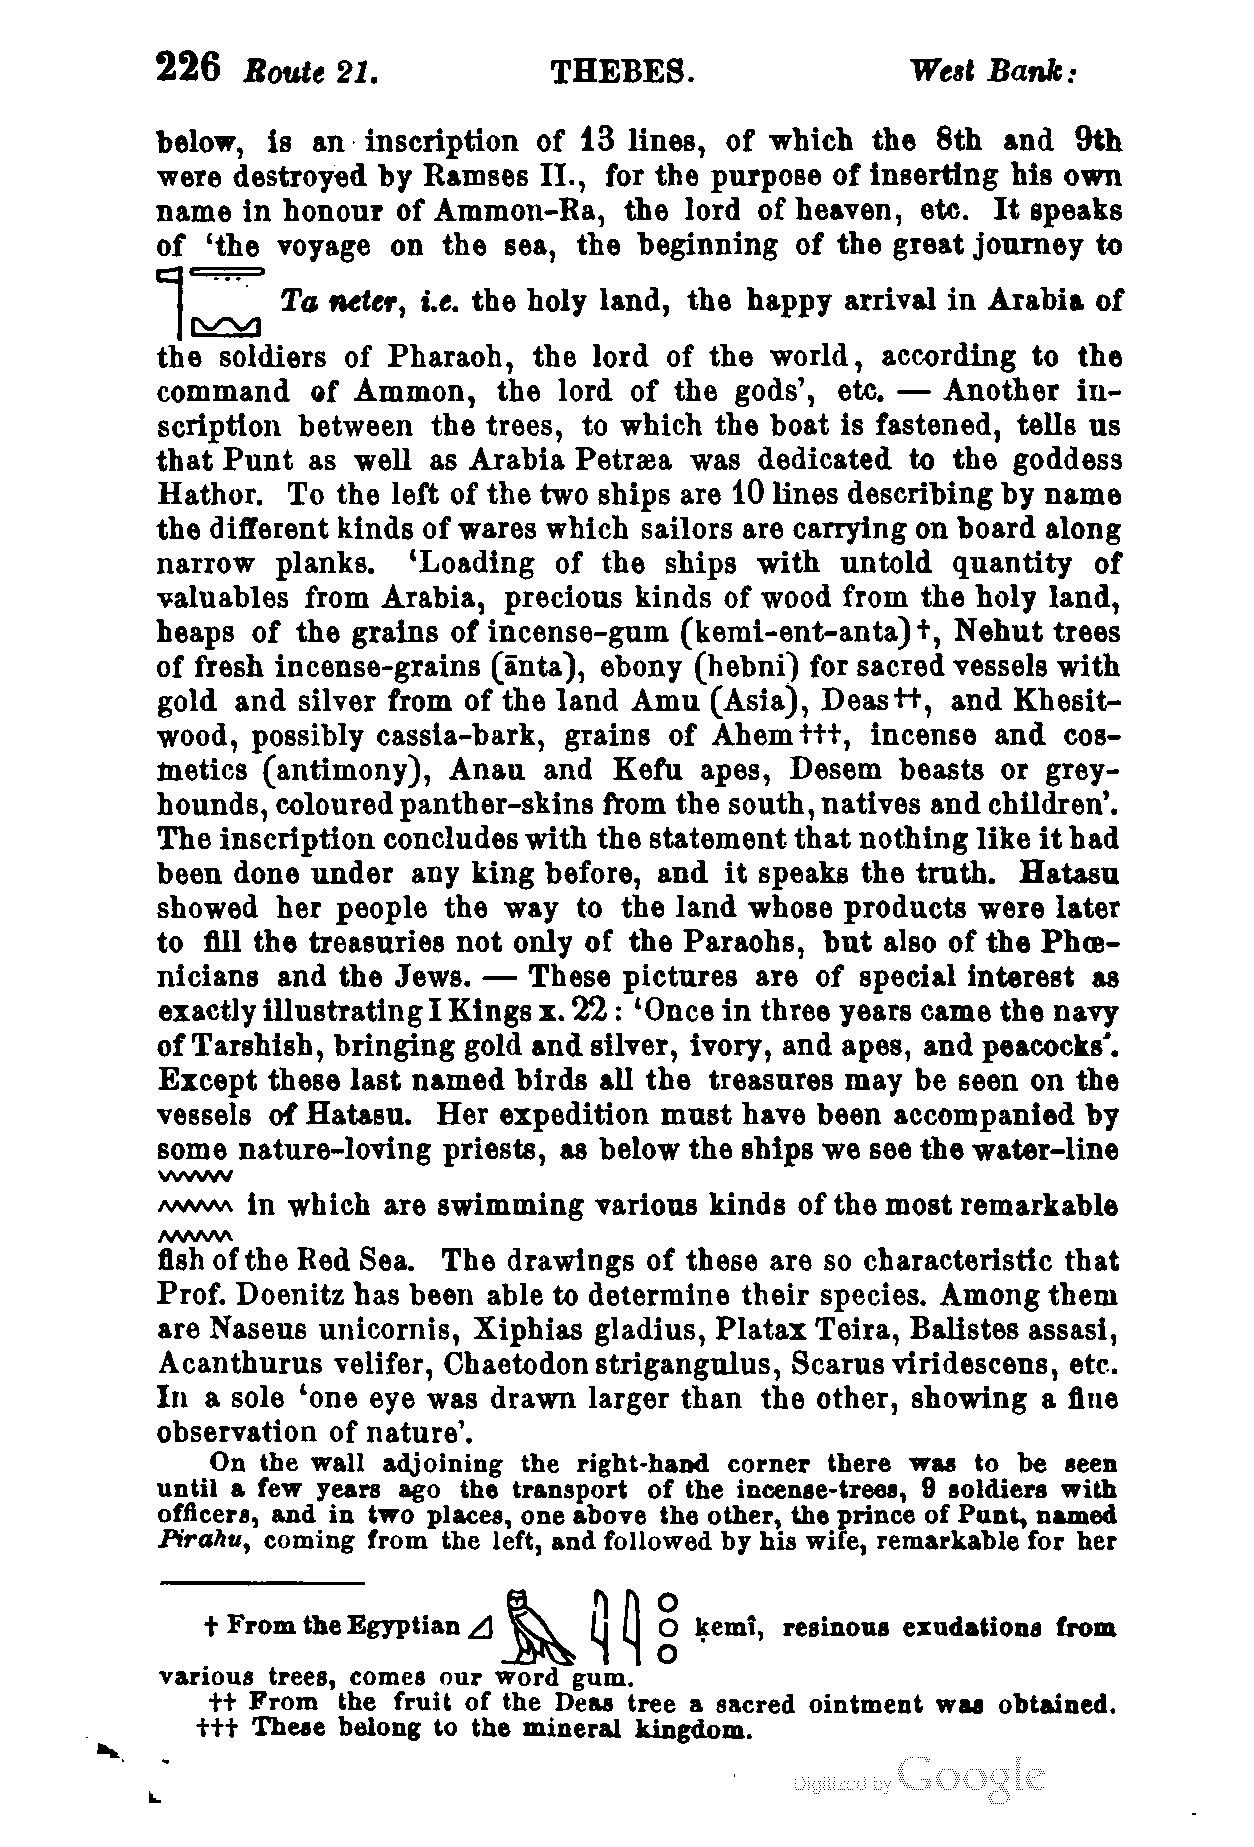 226 Route 21. THEBES. West Bank:
below, is an inscription of 13 lines, of which the 8th and 9th
were destroyed by Ramses II., for the purpose of inserting his own
name in honour of Ammon-Ra, the lord of heaven, etc. It speaks
of ‘the voyage on the sea, the beginning of the great journey to
Ta neter, i.e. the holy land, the happy arrival in Arabia of
the soldiers of Pharaoh, the lord of the world, according to the
command of Ammon, the lord of the gods’, etc. — Another in-
scription between the trees, to which the boat is fastened, tells us
that Punt as well as Arabia Petræa was dedicated to the goddess
Hathor. To the left of the two ships are 10 lines describing by name
the different kinds of wares which sailors are carrying on board along
narrow planks. ‘Loading of the ships with untold quantity of
valuables from Arabia, precious kinds of wood from the holy land,
heaps of the grains of incense-gum (kemi-ent-anta)†, Nehut trees
of fresh incense-grains (ānta), ebony (hebni) for sacred vessels with
gold and silver from of the land Amu (Asia), Deas††, and Khesit-
wood, possibly cassia-bark, grains of Ahem†††, incense and cos-
metics (antimony), Anau and Kefu apes, Desem beasts or grey-
hounds, coloured panther-skins from the south, natives and children’.
The inscription concludes with the statement that nothing like it had
been done under any king before, and it speaks the truth. Hatasu
showed her people the way to the land whose products were later
to fill the treasuries not only of the Paraohs, but also of the Phœ-
nicians and the Jews. — These pictures are of special interest as
exactly illustrating I Kings x. 22: ‘Once in three years came the navy
of Tarshish, bringing gold and silver, ivory, and apes, and peacocks’.
Except these last named birds all the treasures may be seen on the
vessels of Hatasu. Her expedition must have been accompanied by
some nature-loving priests, as below the ships we see the water-line
in which are swimming various kinds of the most remarkable
fish of the Red Sea. The drawings of these are so characteristic that
Prof. Doenitz has been able to determine their species. Among them
are Naseus unicornis, Xiphias gladius, Platax Teira, Balistes assasi,
Acanthurus velifer, Chaetodon strigangulus, Scarus viridescens, etc.
In a sole ‘one eye was drawn larger than the other, showing a fine
observation of nature’.
On the wall adjoining the right-hand corner there was to be seen
until a few years ago the transport of the incense-trees, 9 soldiers with
officers, and in two places, one above the other, the prince of Punt, named
Pirahu, coming from the left, and followed by his wife, remarkable for her
† From the Egyptian 𓈎𓅓𓇌𓏥 ḳemî, resinous exudations from
various trees, comes our word gum.
†† From the fruit of the Deas tree a sacred ointment was obtained.
††† These belong to the mineral kingdom.
Digitized by Google